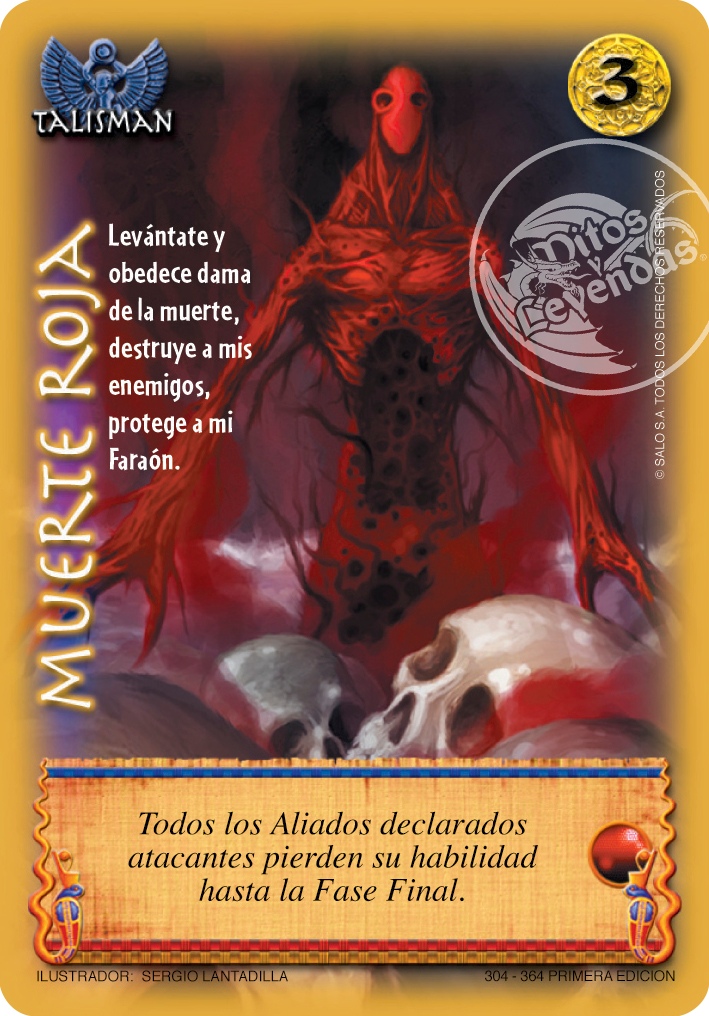 TALISMAN
3
MUERTE ROJA
Levántate y
obedece dama
de la muerte,
destruye a mis
enemigos,
protege a mi
Faraón.
Mitos
y
Leyendas®
© SALO S.A. TODOS LOS DERECHOS RESERVADOS
Todos los Aliados declarados
atacantes pierden su habilidad
hasta la Fase Final.
ILUSTRADOR: SERGIO LANTADILLA
304 - 364 PRIMERA EDICION